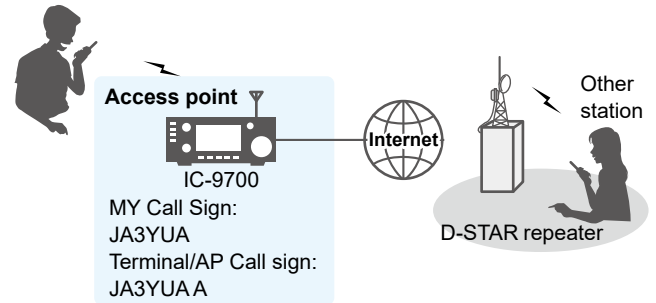 Access point
IC-9700
MY Call Sign:
JA3YUA
Terminal/AP Call sign:
JA3YUA A
Internet
Other
station
D-STAR repeater